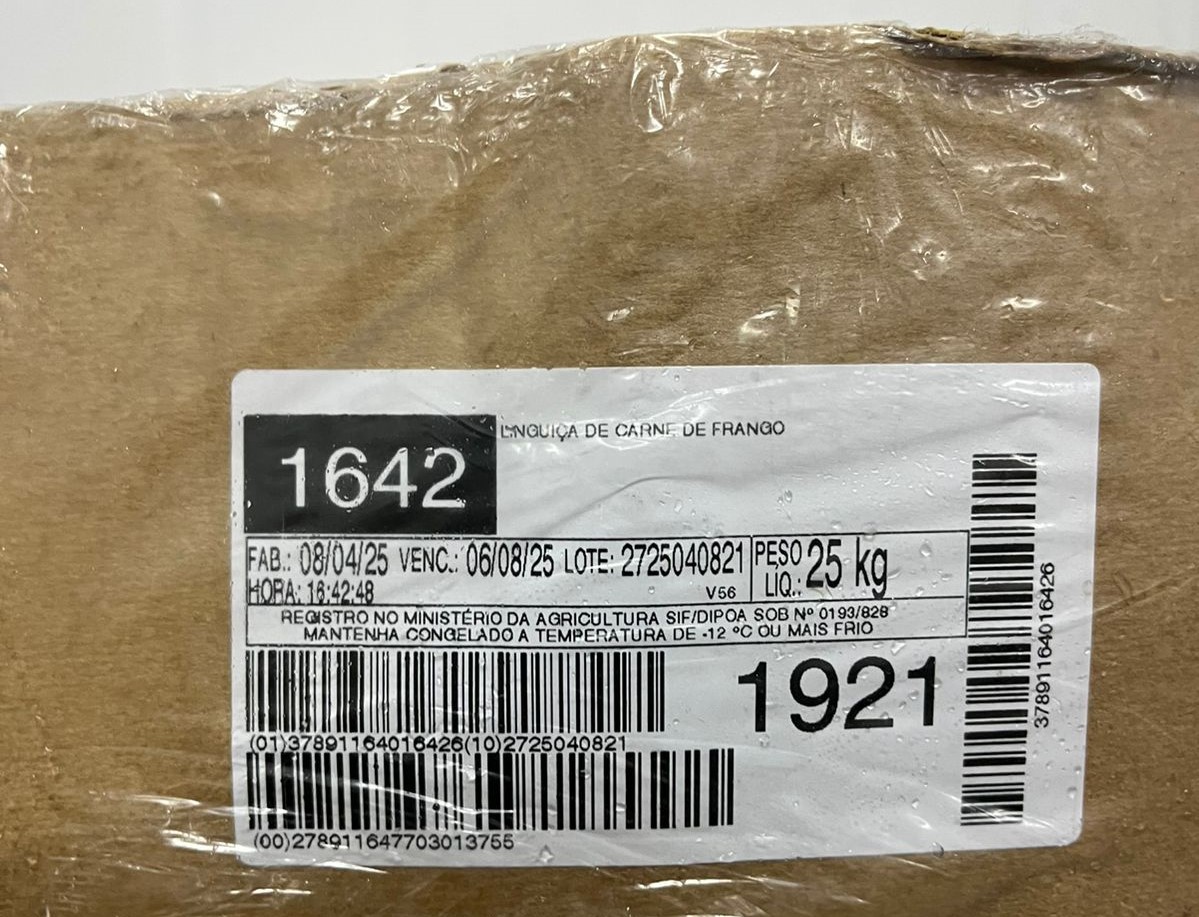 1642
LINGUIÇA DE CARNE DE FRANGO
FAB.: 08/04/25 VENC.: 06/08/25 LOTE: 2725040821
HORA: 16:42:48 V56
PESO LÍQ.: 25 kg
REGISTRO NO MINISTÉRIO DA AGRICULTURA SIF/DIPOA SOB Nº 0193/828
MANTENHA CONGELADO A TEMPERATURA DE -12 ºC OU MAIS FRIO
(01)37891164016426(10)2725040821
1921
(00)278911647703013755
37891164016426